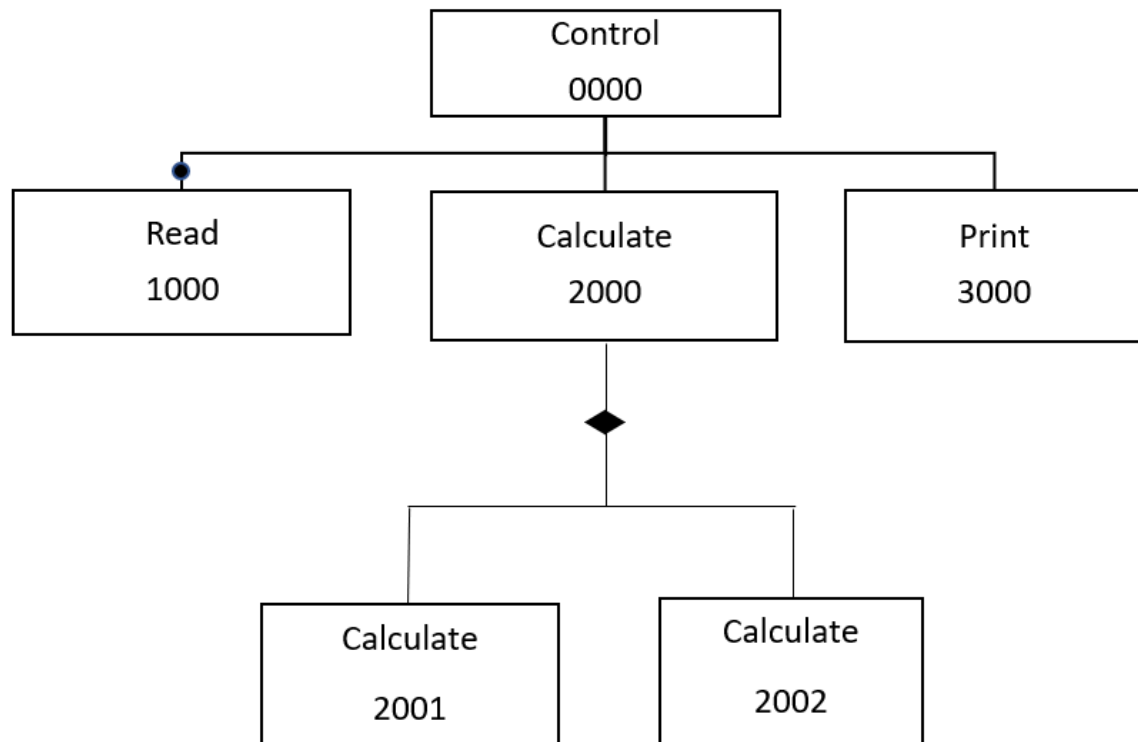 Control
0000
Read
1000
Calculate
2000
Print
3000
Calculate
2001
Calculate
2002